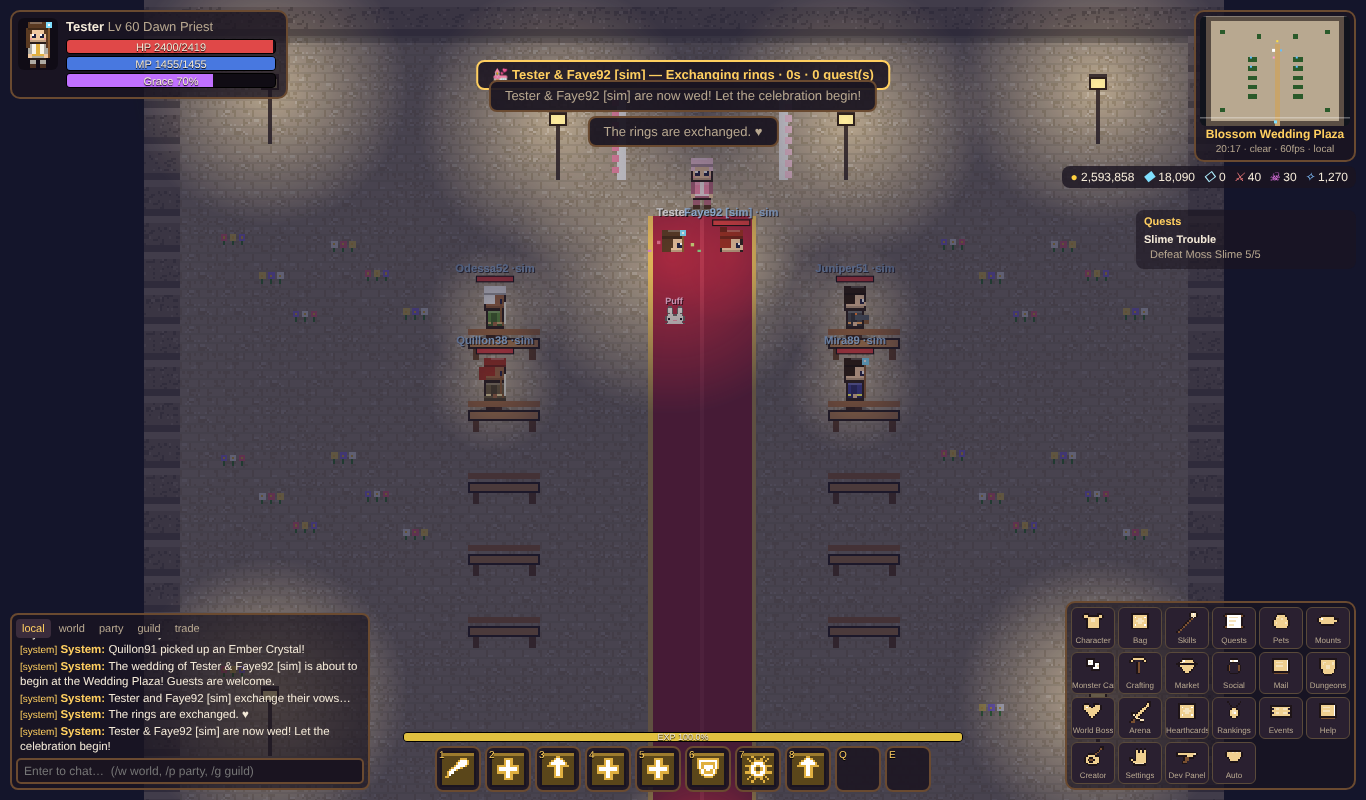 Tester Lv 60 Dawn Priest
HP 2400/2419
MP 1455/1455
Grace 70%
💒 Tester & Faye92 [sim] — Exchanging rings · 0s · 0 guest(s)
Tester & Faye92 [sim] are now wed! Let the celebration begin!
The rings are exchanged. ♥
Blossom Wedding Plaza
20:17 · clear · 60fps · local
2,593,858 18,090 0 40 30 1,270
Quests
Slime Trouble
Defeat Moss Slime 5/5
Faye92 [sim] ·sim
Odessa52 ·sim
Juniper51 ·sim
Puff
Quillon38 ·sim
Mira89 ·sim
local world party guild trade
[system] System: Quillon91 picked up an Ember Crystal!
[system] System: The wedding of Tester & Faye92 [sim] is about to
begin at the Wedding Plaza! Guests are welcome.
[system] System: Tester and Faye92 [sim] exchange their vows…
[system] System: The rings are exchanged. ♥
[system] System: Tester & Faye92 [sim] are now wed! Let the
celebration begin!
Enter to chat… (/w world, /p party, /g guild)
EXP 100.0%
1 2 3 4 5 6 7 8 Q E
Character Bag Skills Quests Pets Mounts
Monster Ca Crafting Market Social Mail Dungeons
World Boss Arena Hearthcards Rankings Events Help
Creator Settings Dev Panel Auto